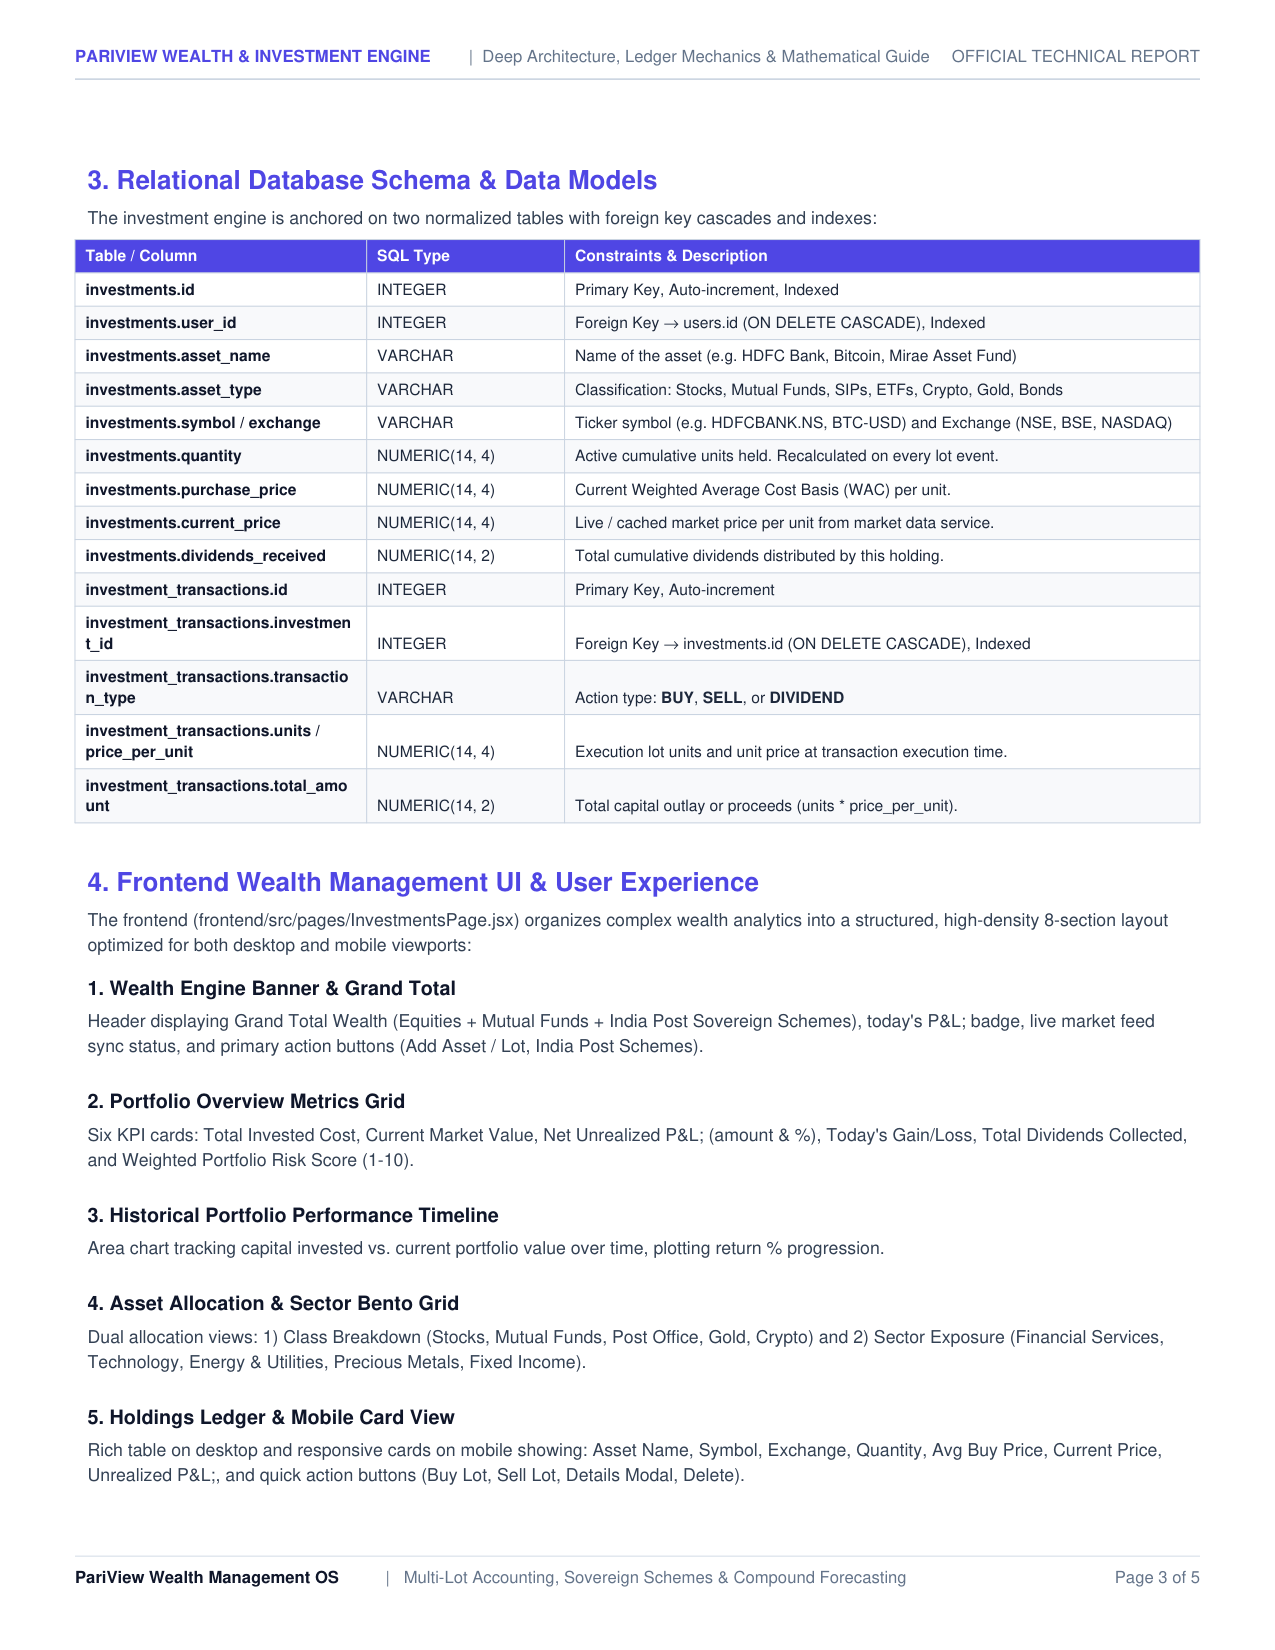 PARIVIEW WEALTH & INVESTMENT ENGINE | Deep Architecture, Ledger Mechanics & Mathematical Guide OFFICIAL TECHNICAL REPORT
3. Relational Database Schema & Data Models
The investment engine is anchored on two normalized tables with foreign key cascades and indexes:
Table / Column SQL Type Constraints & Description
investments.id INTEGER Primary Key, Auto-increment, Indexed
investments.user_id INTEGER Foreign Key → users.id (ON DELETE CASCADE), Indexed
investments.asset_name VARCHAR Name of the asset (e.g. HDFC Bank, Bitcoin, Mirae Asset Fund)
investments.asset_type VARCHAR Classification: Stocks, Mutual Funds, SIPs, ETFs, Crypto, Gold, Bonds
investments.symbol / exchange VARCHAR Ticker symbol (e.g. HDFCBANK.NS, BTC-USD) and Exchange (NSE, BSE, NASDAQ)
investments.quantity NUMERIC(14, 4) Active cumulative units held. Recalculated on every lot event.
investments.purchase_price NUMERIC(14, 4) Current Weighted Average Cost Basis (WAC) per unit.
investments.current_price NUMERIC(14, 4) Live / cached market price per unit from market data service.
investments.dividends_received NUMERIC(14, 2) Total cumulative dividends distributed by this holding.
investment_transactions.id INTEGER Primary Key, Auto-increment
investment_transactions.investmen
t_id INTEGER Foreign Key → investments.id (ON DELETE CASCADE), Indexed
investment_transactions.transactio
n_type VARCHAR Action type: BUY, SELL, or DIVIDEND
investment_transactions.units /
price_per_unit NUMERIC(14, 4) Execution lot units and unit price at transaction execution time.
investment_transactions.total_amo
unt NUMERIC(14, 2) Total capital outlay or proceeds (units * price_per_unit).
4. Frontend Wealth Management UI & User Experience
The frontend (frontend/src/pages/InvestmentsPage.jsx) organizes complex wealth analytics into a structured, high-density 8-section layout
optimized for both desktop and mobile viewports:
1. Wealth Engine Banner & Grand Total
Header displaying Grand Total Wealth (Equities + Mutual Funds + India Post Sovereign Schemes), today's P&L; badge, live market feed
sync status, and primary action buttons (Add Asset / Lot, India Post Schemes).
2. Portfolio Overview Metrics Grid
Six KPI cards: Total Invested Cost, Current Market Value, Net Unrealized P&L; (amount & %), Today's Gain/Loss, Total Dividends Collected,
and Weighted Portfolio Risk Score (1-10).
3. Historical Portfolio Performance Timeline
Area chart tracking capital invested vs. current portfolio value over time, plotting return % progression.
4. Asset Allocation & Sector Bento Grid
Dual allocation views: 1) Class Breakdown (Stocks, Mutual Funds, Post Office, Gold, Crypto) and 2) Sector Exposure (Financial Services,
Technology, Energy & Utilities, Precious Metals, Fixed Income).
5. Holdings Ledger & Mobile Card View
Rich table on desktop and responsive cards on mobile showing: Asset Name, Symbol, Exchange, Quantity, Avg Buy Price, Current Price,
Unrealized P&L;, and quick action buttons (Buy Lot, Sell Lot, Details Modal, Delete).
PariView Wealth Management OS | Multi-Lot Accounting, Sovereign Schemes & Compound Forecasting Page 3 of 5